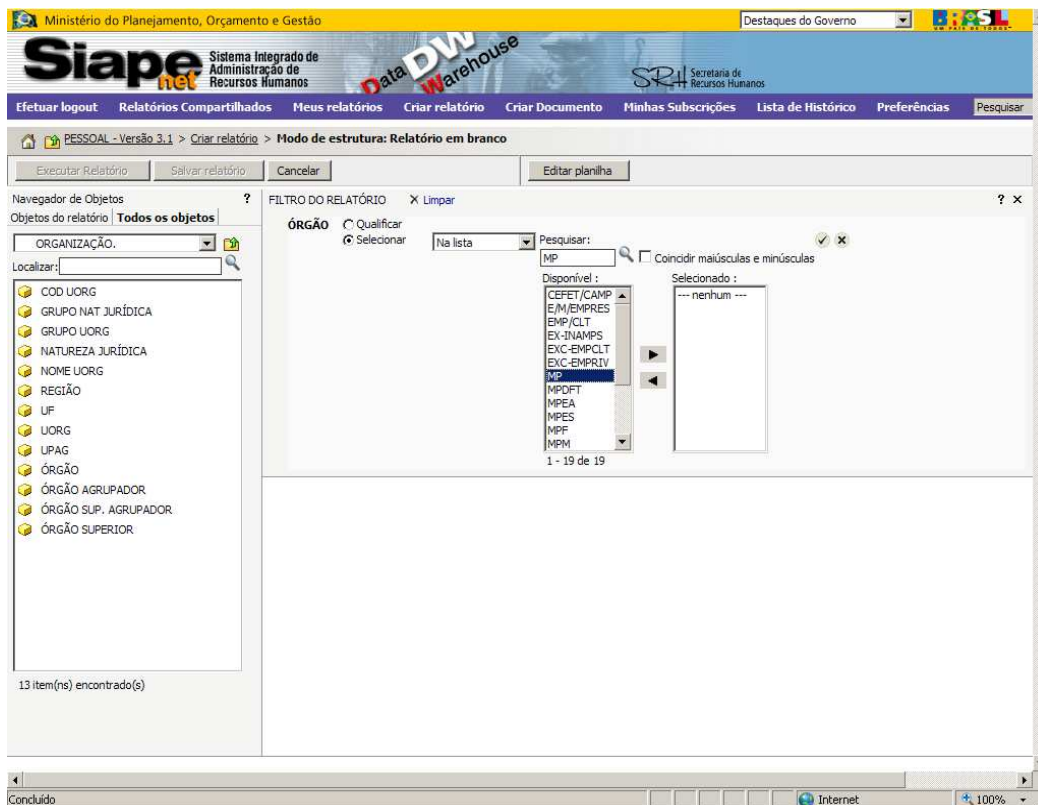 Ministério do Planejamento, Orçamento e Gestão
Destaques do Governo
BRASIL
UM PAÍS DE TODOS
Siape net
Sistema Integrado de
Administração de
Recursos Humanos
Data DW Warehouse
SRH Secretaria de
Recursos Humanos
Efetuar logout Relatórios Compartilhados Meus relatórios Criar relatório Criar Documento Minhas Subscrições Lista de Histórico Preferências Pesquisar
PESSOAL - Versão 3.1 > Criar relatório > Modo de estrutura: Relatório em branco
Executar Relatório Salvar relatório Cancelar Editar planilha
Navegador de Objetos ?
Objetos do relatório Todos os objetos
ORGANIZAÇÃO.
Localizar:
COD UORG
GRUPO NAT JURÍDICA
GRUPO UORG
NATUREZA JURÍDICA
NOME UORG
REGIÃO
UF
UORG
UPAG
ÓRGÃO
ÓRGÃO AGRUPADOR
ÓRGÃO SUP. AGRUPADOR
ÓRGÃO SUPERIOR
13 item(ns) encontrado(s)
FILTRO DO RELATÓRIO X Limpar ? x
ÓRGÃO Qualificar
Selecionar Na lista Pesquisar:
MP Coincidir maiúsculas e minúsculas
Disponível : Selecionado :
CEFET/CAMP --- nenhum ---
E/M/EMPRES
EMP/CLT
EX-INAMPS
EXC-EMPCLT
EXC-EMPRIV
MP
MPDFT
MPEA
MPES
MPF
MPM
1 - 19 de 19
Concluído Internet 100%